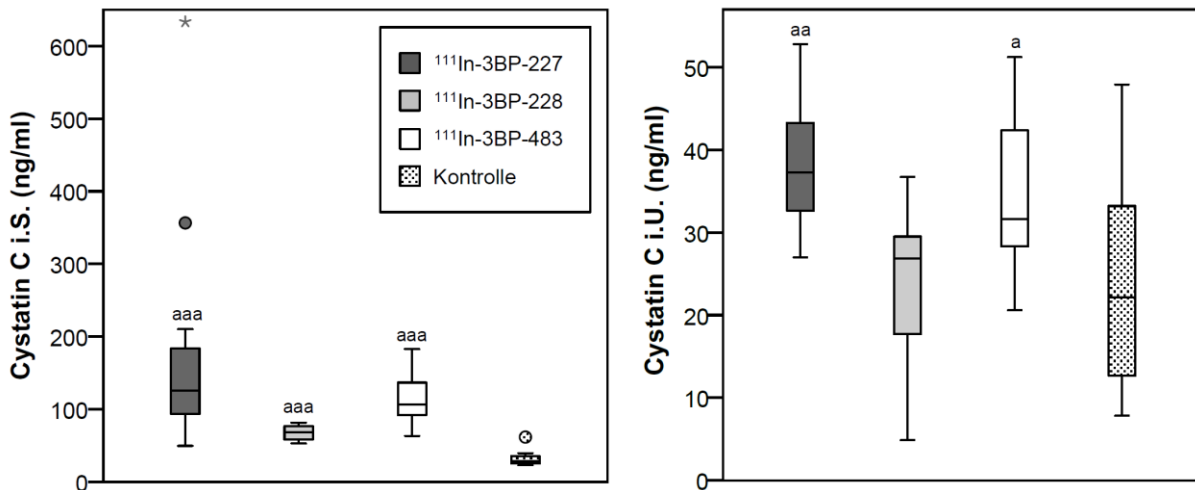 Cystatin C i.S. (ng/ml)
600
500
400
300
200
100
0
*
aaa
aaa
aaa
¹¹¹In-3BP-227
¹¹¹In-3BP-228
¹¹¹In-3BP-483
Kontrolle
Cystatin C i.U. (ng/ml)
50
40
30
20
10
0
aa
a